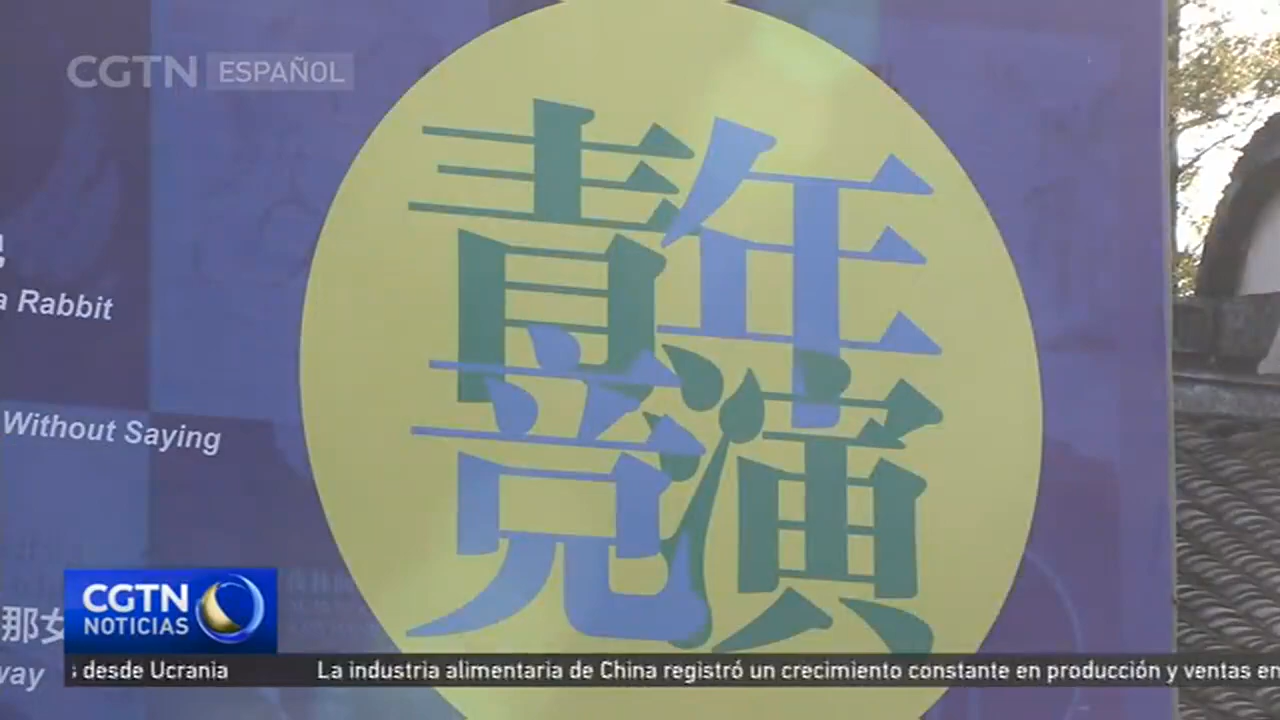 CGTN ESPAÑOL
青年
竞演
a Rabbit
Without Saying
那女
way
CGTN
NOTICIAS
desde Ucrania La industria alimentaria de China registró un crecimiento constante en producción y ventas en